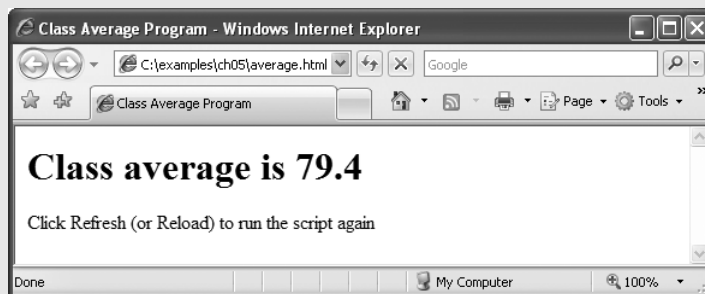 Class Average Program - Windows Internet Explorer
C:\examples\ch05\average.html
Google
Class Average Program
Page
Tools
»
Class average is 79.4
Click Refresh (or Reload) to run the script again
Done
My Computer
100%